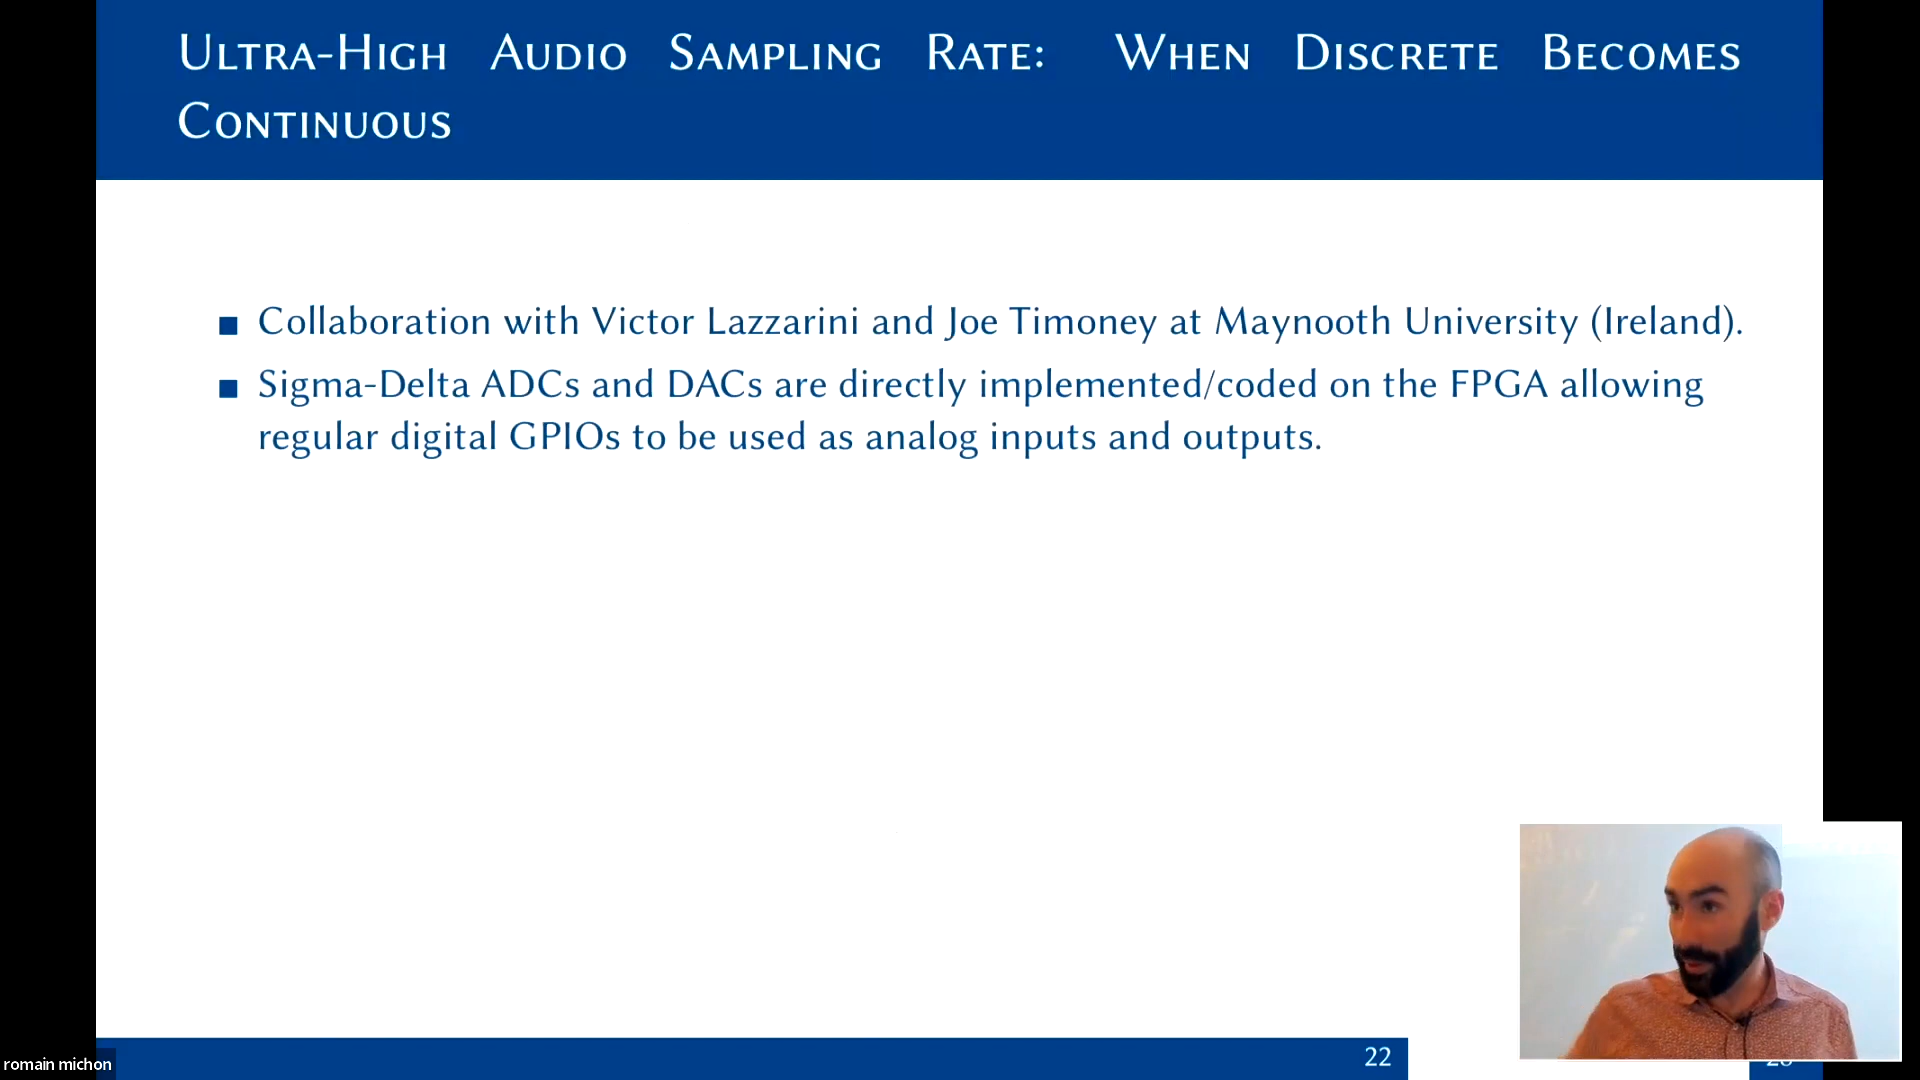 Ultra-High Audio Sampling Rate: When Discrete Becomes
Continuous
Collaboration with Victor Lazzarini and Joe Timoney at Maynooth University (Ireland).
Sigma-Delta ADCs and DACs are directly implemented/coded on the FPGA allowing
regular digital GPIOs to be used as analog inputs and outputs.
22
romain michon